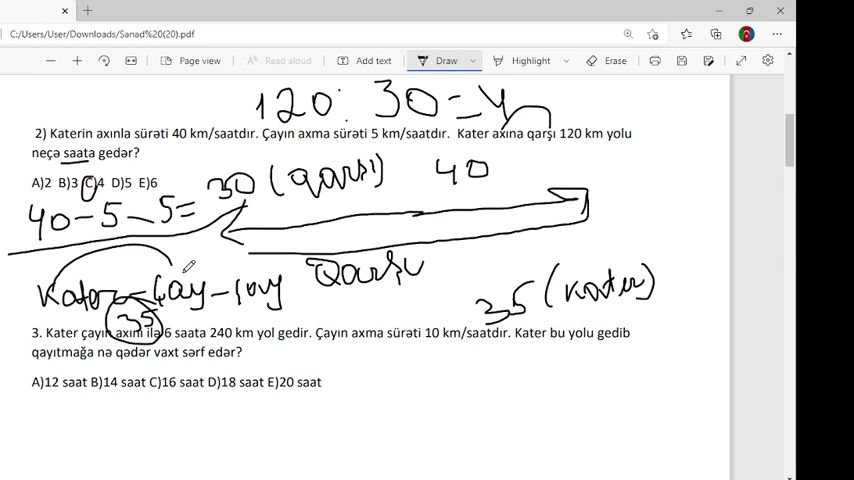 C:/Users/User/Downloads/Sənəd%20(20).pdf
Page view
Read aloud
Add text
Draw
Highlight
Erase
120 : 30 = 4
2) Katerin axınla sürəti 40 km/saatdır. Çayın axma sürəti 5 km/saatdır. Kater axına qarşı 120 km yolu
neçə saata gedər?
A)2 B)3 C)4 D)5 E)6
30 (qarşı) 40
40 - 5 - 5 =
Qarşı
Kater - çay - çay
35 (Kater)
35
3. Kater çayın axını ilə 6 saata 240 km yol gedir. Çayın axma sürəti 10 km/saatdır. Kater bu yolu gedib
qayıtmağa nə qədər vaxt sərf edər?
A)12 saat B)14 saat C)16 saat D)18 saat E)20 saat